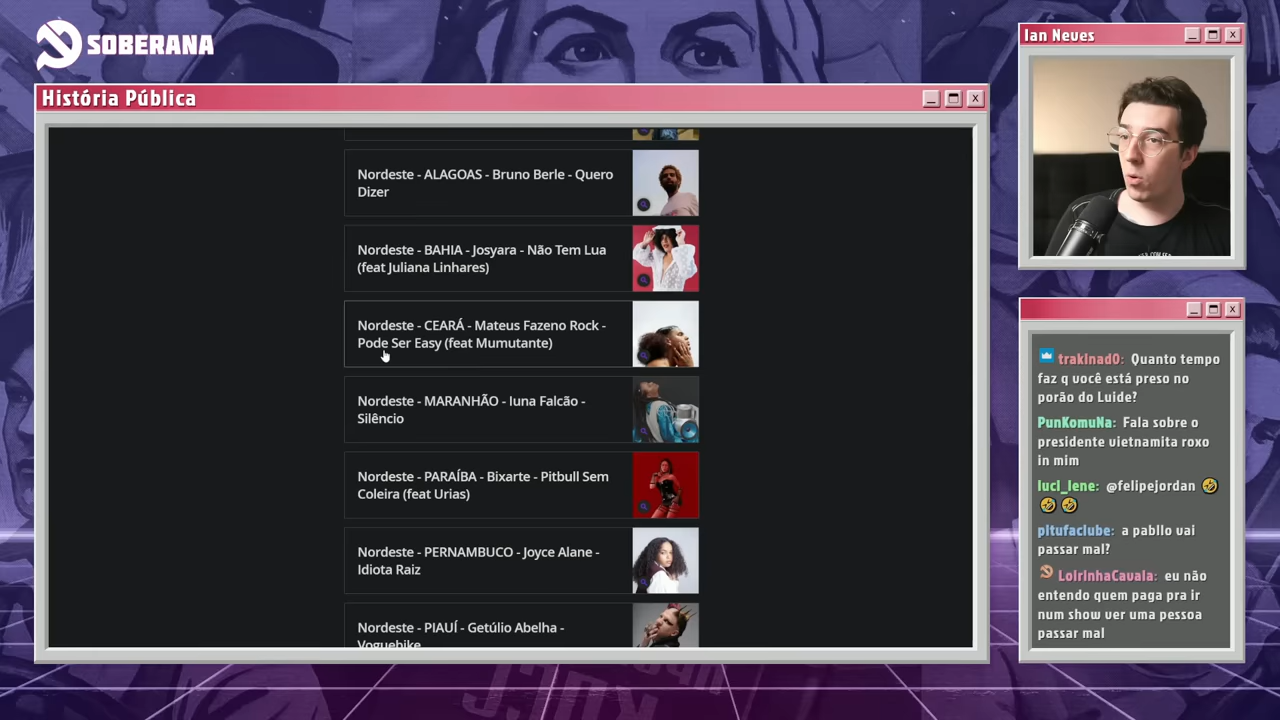 SOBERANA
História Pública
Nordeste - ALAGOAS - Bruno Berle - Quero
Dizer
Nordeste - BAHIA - Josyara - Não Tem Lua
(feat Juliana Linhares)
Nordeste - CEARÁ - Mateus Fazeno Rock -
Pode Ser Easy (feat Mumutante)
Nordeste - MARANHÃO - Iuna Falcão -
Silêncio
Nordeste - PARAÍBA - Bixarte - Pitbull Sem
Coleira (feat Urias)
Nordeste - PERNAMBUCO - Joyce Alane -
Idiota Raiz
Nordeste - PIAUÍ - Getúlio Abelha -
Voguebike
Ian Neves
trakinad0: Quanto tempo
faz q você está preso no
porão do Luide?
PunKomuNa: Fala sobre o
presidente vietnamita roxo
in mim
luci_lene: @felipejordan 🤣
🤣 🤣
pitufaclube: a pabllo vai
passar mal?
LoirinhaCavala: eu não
entendo quem paga pra ir
num show ver uma pessoa
passar mal